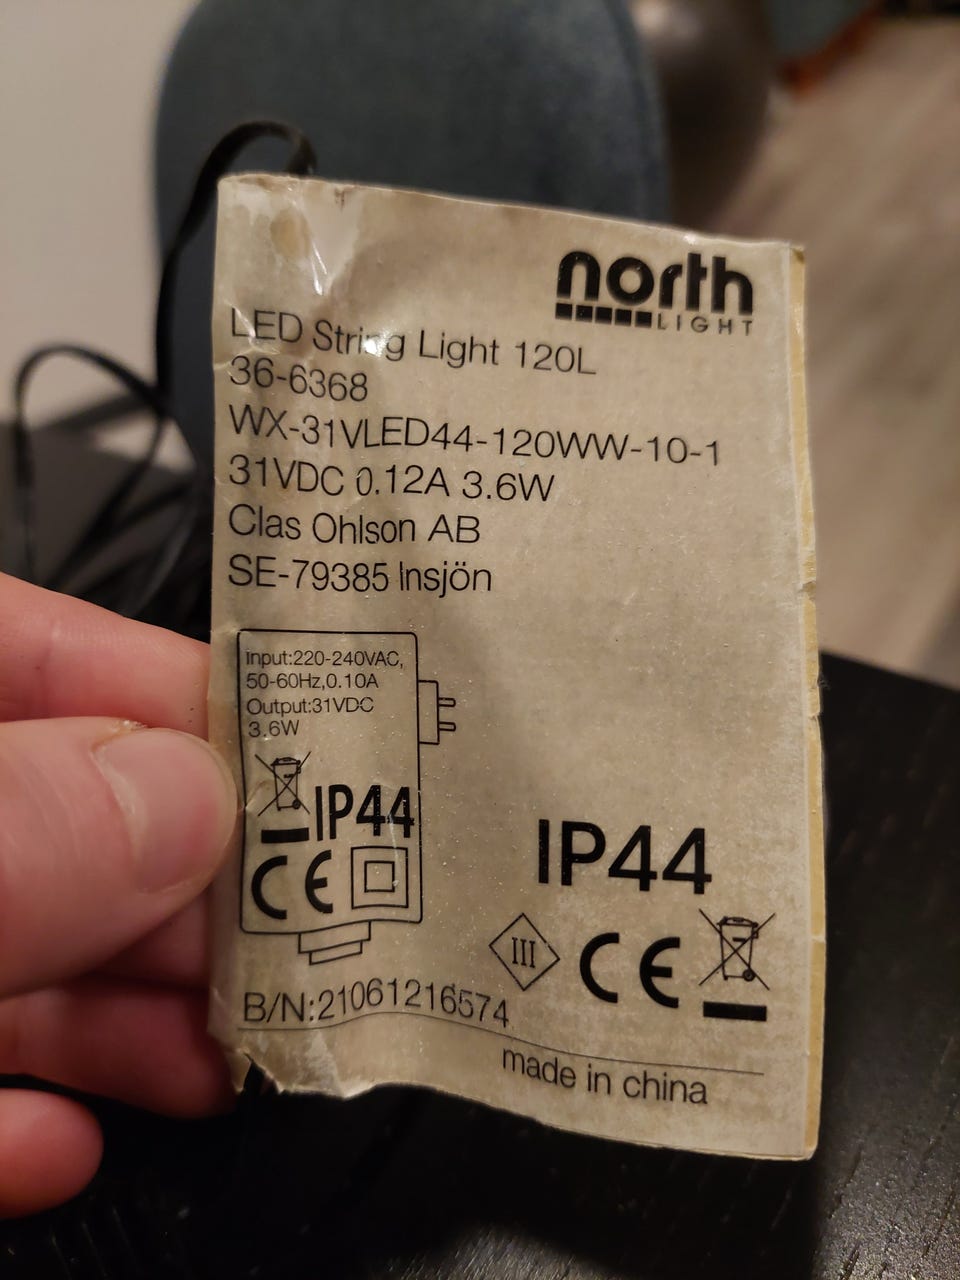 north
LIGHT
LED String Light 120L
36-6368
WX-31VLED44-120WW-10-1
31VDC 0.12A 3.6W
Clas Ohlson AB
SE-79385 Insjön
input:220-240VAC,
50-60Hz,0.10A
Output:31VDC
3.6W
IP44
CE
IP44
III
CE
B/N:21061216574
made in china